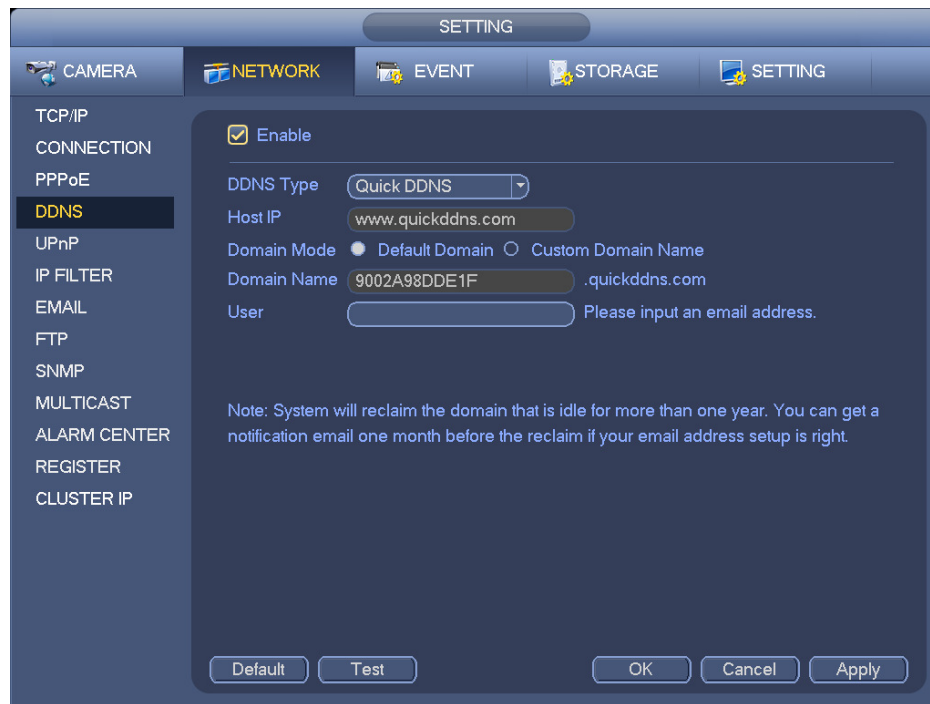 SETTING
CAMERA NETWORK EVENT STORAGE SETTING
TCP/IP
CONNECTION
PPPoE
DDNS
UPnP
IP FILTER
EMAIL
FTP
SNMP
MULTICAST
ALARM CENTER
REGISTER
CLUSTER IP
Enable
DDNS Type Quick DDNS
Host IP www.quickddns.com
Domain Mode Default Domain Custom Domain Name
Domain Name 9002A98DDE1F .quickddns.com
User Please input an email address.
Note: System will reclaim the domain that is idle for more than one year. You can get a
notification email one month before the reclaim if your email address setup is right.
Default Test OK Cancel Apply